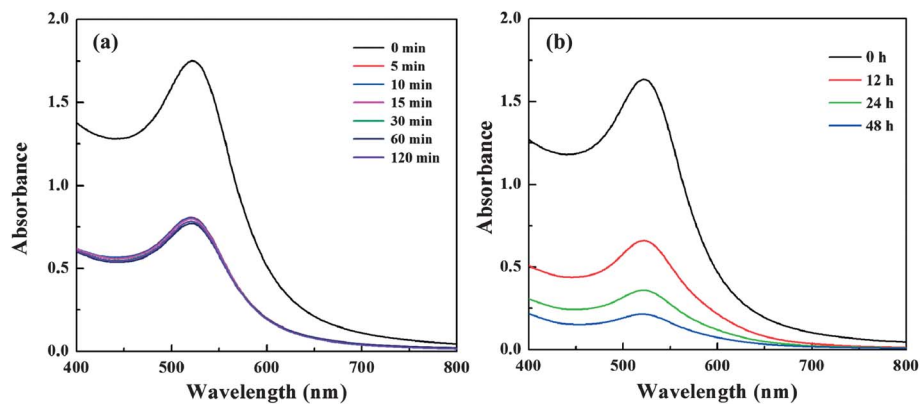 (a)
0 min
5 min
10 min
15 min
30 min
60 min
120 min
2.0
1.5
1.0
0.5
0.0
Absorbance
400 500 600 700 800
Wavelength (nm)
(b)
0 h
12 h
24 h
48 h
2.0
1.5
1.0
0.5
0.0
Absorbance
400 500 600 700 800
Wavelength (nm)